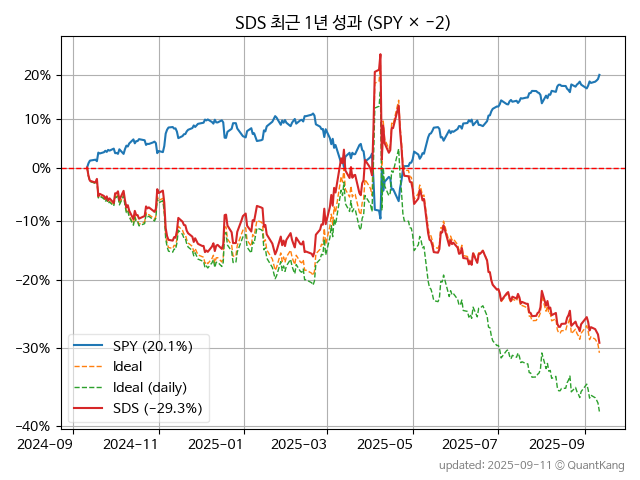 SDS 최근 1년 성과 (SPY × −2)
20%
10%
0%
−10%
−20%
−30%
−40%
SPY (20.1%)
Ideal
Ideal (daily)
SDS (−29.3%)
2024-09
2024-11
2025-01
2025-03
2025-05
2025-07
2025-09
updated: 2025-09-11 © QuantKang